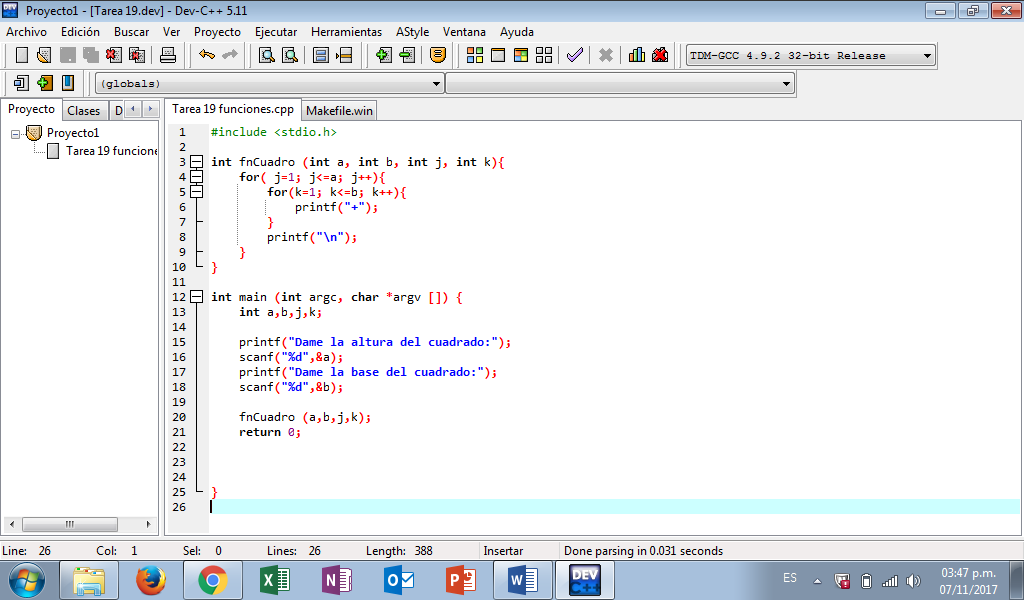 Proyecto1 - [Tarea 19.dev] - Dev-C++ 5.11
Archivo Edición Buscar Ver Proyecto Ejecutar Herramientas AStyle Ventana Ayuda
TDM-GCC 4.9.2 32-bit Release
(globals)
Proyecto Clases D
Tarea 19 funciones.cpp Makefile.win
Proyecto1
Tarea 19 funcione
1 #include <stdio.h>
2
3 int fnCuadro (int a, int b, int j, int k){
4 for( j=1; j<=a; j++){
5 for(k=1; k<=b; k++){
6 printf("+");
7 }
8 printf("\n");
9 }
10 }
11
12 int main (int argc, char *argv []) {
13 int a,b,j,k;
14
15 printf("Dame la altura del cuadrado:");
16 scanf("%d",&a);
17 printf("Dame la base del cuadrado:");
18 scanf("%d",&b);
19
20 fnCuadro (a,b,j,k);
21 return 0;
22
23
24
25 }
26
Line: 26 Col: 1 Sel: 0 Lines: 26 Length: 388 Insertar Done parsing in 0.031 seconds
DEV C++
ES
03:47 p.m.
07/11/2017